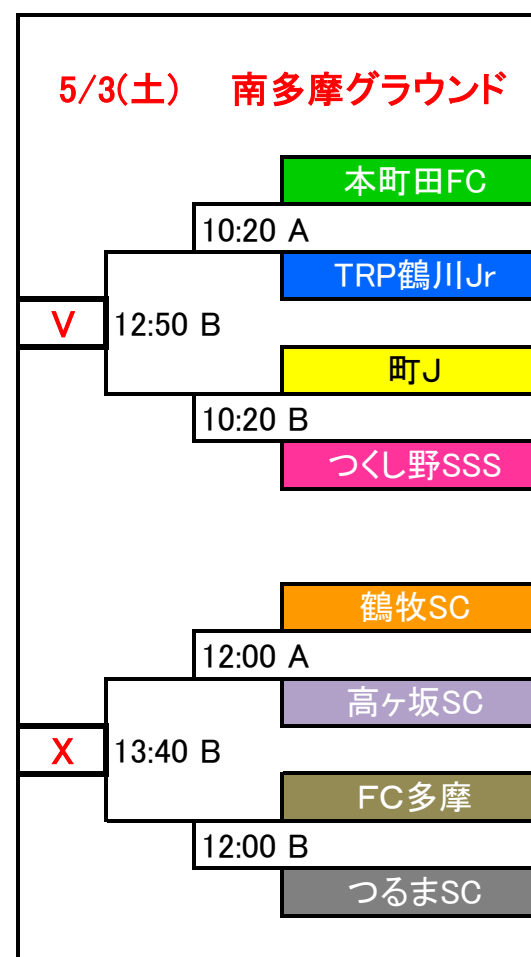 5/3(土) 南多摩グラウンド
本町田FC
10:20 A
TRP鶴川Jr
V 12:50 B
町J
10:20 B
つくし野SSS
鶴牧SC
12:00 A
高ヶ坂SC
X 13:40 B
FC多摩
12:00 B
つるまSC